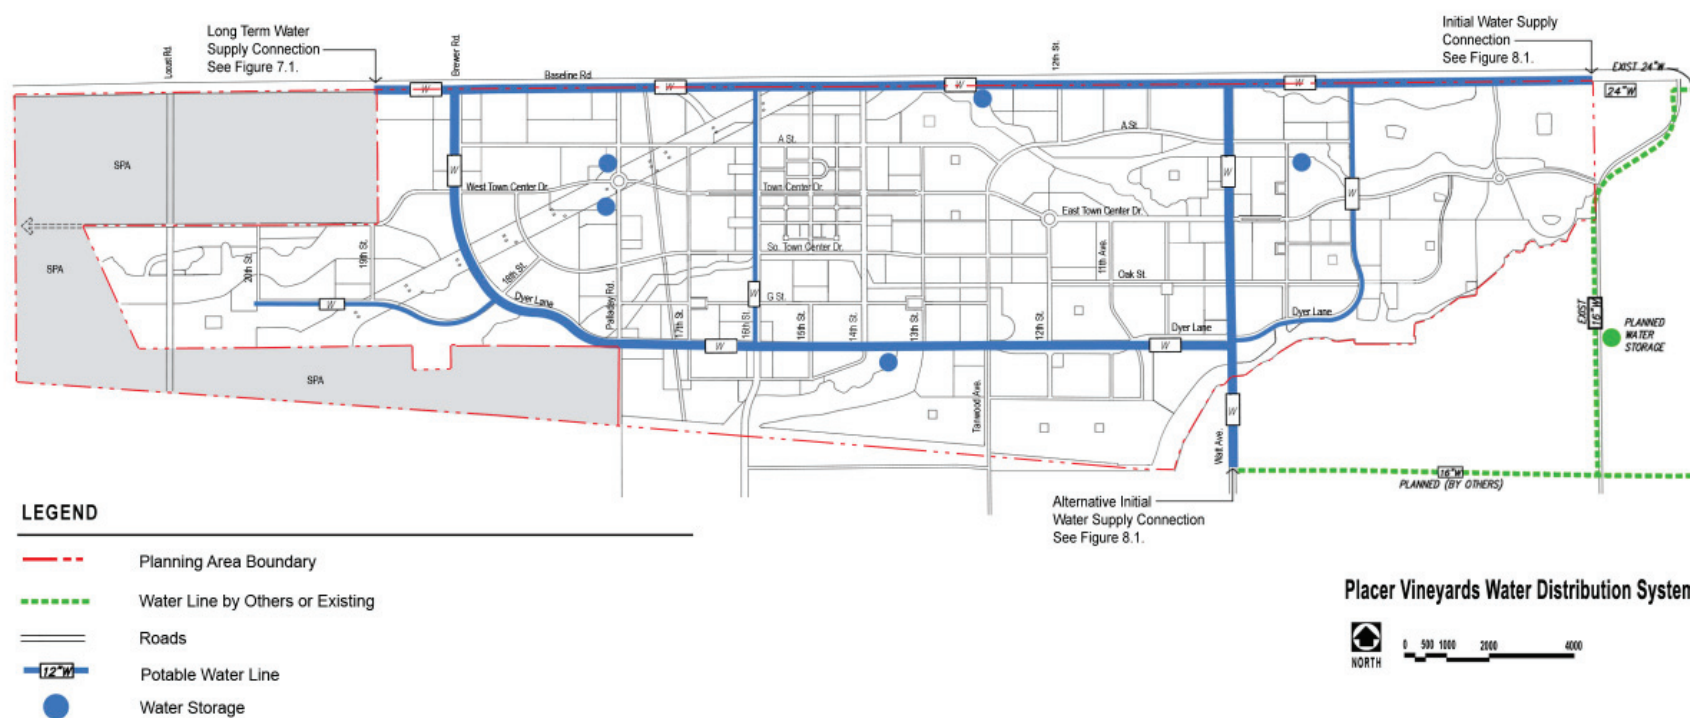 Long Term Water
Supply Connection
See Figure 7.1.
Initial Water Supply
Connection
See Figure 8.1.
Locust Rd.
Brewer Rd.
Baseline Rd.
12th St.
EXIST 24"W
24"W
W
W
W
W
A St.
A St.
SPA
W
W
W
West Town Center Dr.
Town Center Dr.
East Town Center Dr.
So. Town Center Dr.
SPA
20th St.
19th St.
18th St.
11th Ave.
Oak St.
W
Dyer Lane
Palladay Rd.
W
G St.
17th St.
16th St.
15th St.
14th St.
13th St.
12th St.
Dyer Lane
Dyer Lane
EXIST
16"W
PLANNED
WATER
STORAGE
W
W
SPA
Tanwood Ave.
W
Watt Ave.
16"W
PLANNED (BY OTHERS)
Alternative Initial
Water Supply Connection
See Figure 8.1.
LEGEND
Planning Area Boundary
Water Line by Others or Existing
Roads
12"W
Potable Water Line
Water Storage
Placer Vineyards Water Distribution System
NORTH
0 500 1000 2000 4000